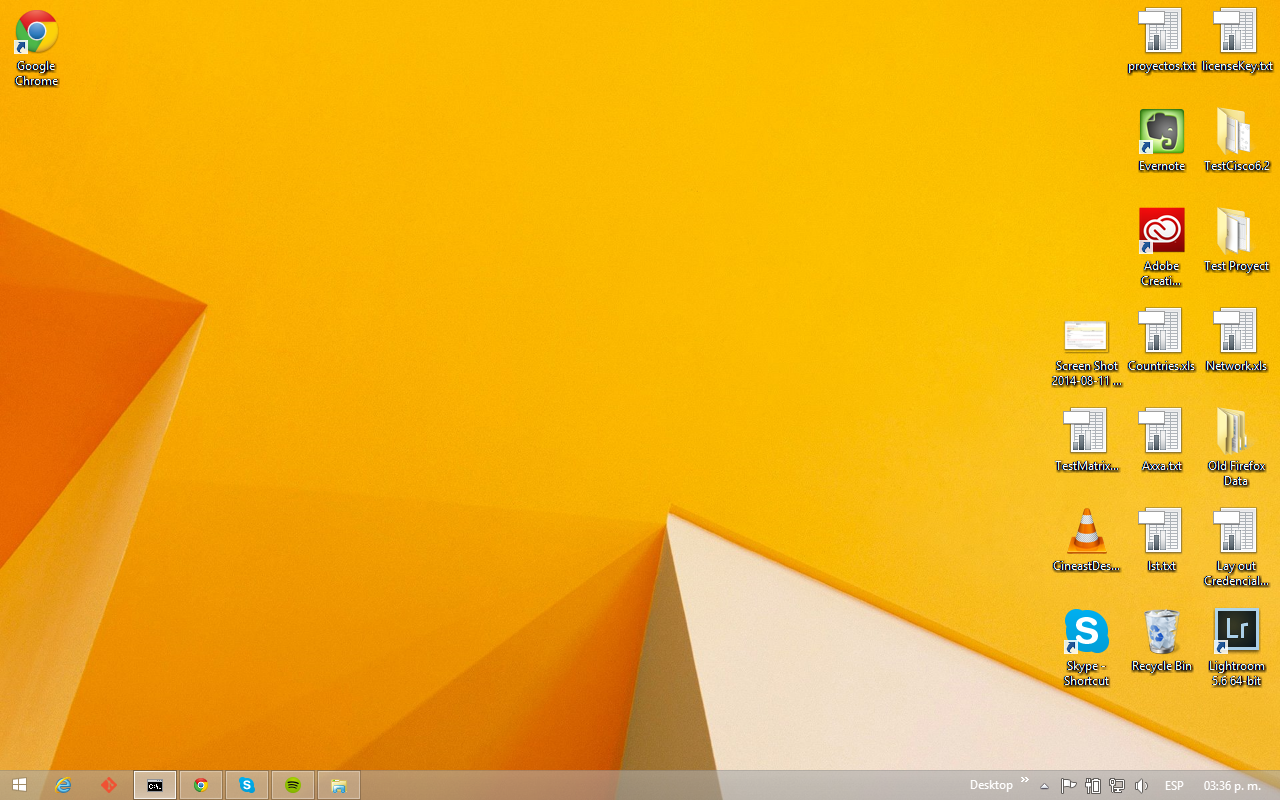 Google
Chrome
proyectos.txt
licenseKey.txt
Evernote
TestCisco6.2
Adobe
Creati...
Test Proyect
Screen Shot
2014-08-11 ...
Countries.xls
Network.xls
TestMatrix...
Axxa.txt
Old Firefox
Data
CineastDes...
lst.txt
Lay out
Credencial...
S
Skype -
Shortcut
Recycle Bin
Lr
Lightroom
5.6 64-bit
C:\.
Desktop
ESP
03:36 p. m.